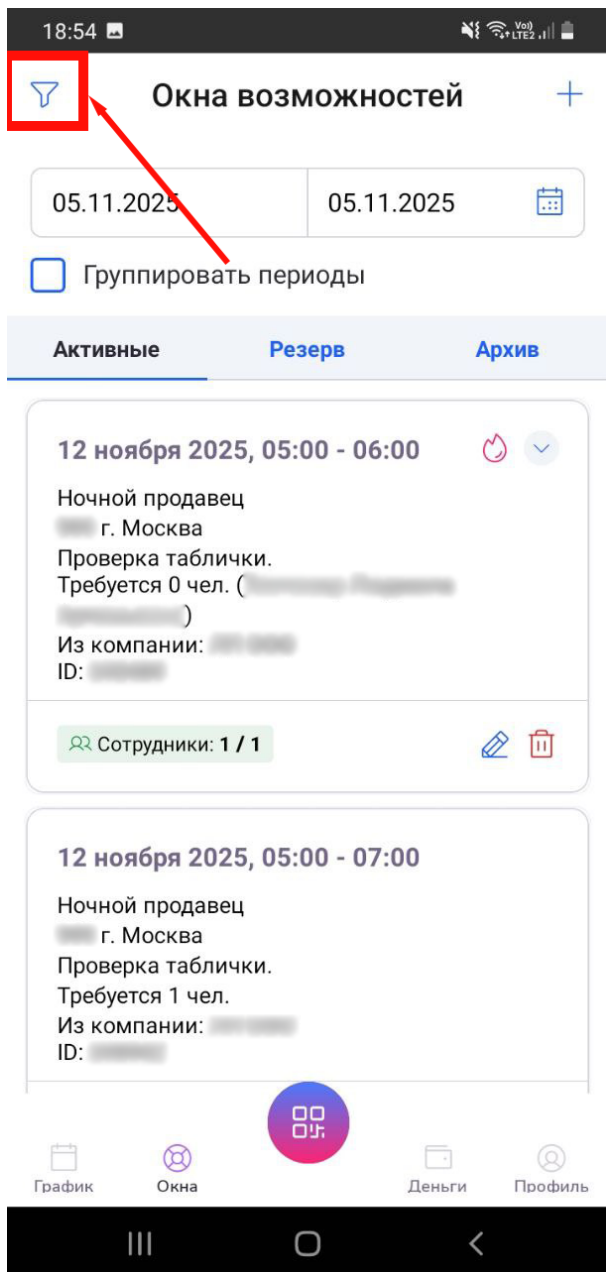 18:54
Vo)) LTE2
Окна возможностей
05.11.2025 05.11.2025
Группировать периоды
Активные Резерв Архив
12 ноября 2025, 05:00 - 06:00
Ночной продавец
г. Москва
Проверка таблички.
Требуется 0 чел. (
)
Из компании:
ID:
Сотрудники: 1 / 1
12 ноября 2025, 05:00 - 07:00
Ночной продавец
г. Москва
Проверка таблички.
Требуется 1 чел.
Из компании:
ID:
График Окна Деньги Профиль